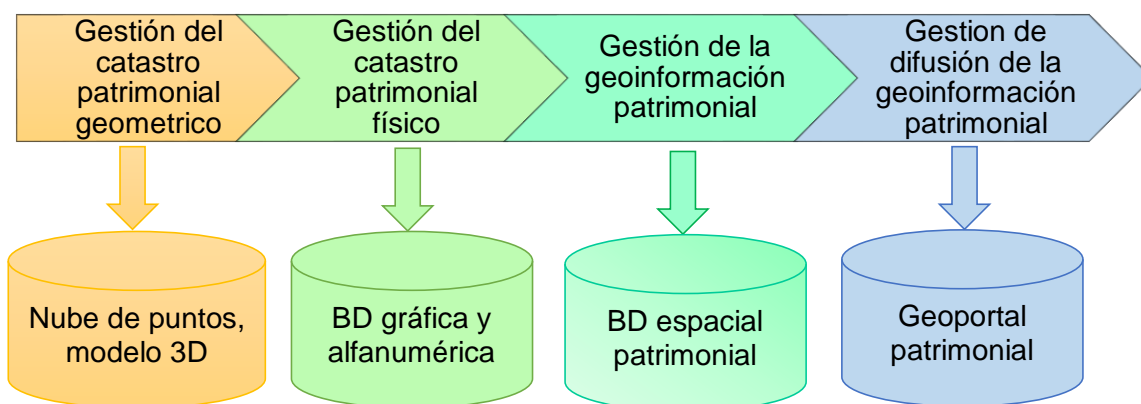 Gestión del
catastro
patrimonial
geometrico
Gestión del
catastro
patrimonial
físico
Gestión de la
geoinformación
patrimonial
Gestion de
difusión de la
geoinformación
patrimonial
Nube de puntos,
modelo 3D
BD gráfica y
alfanumérica
BD espacial
patrimonial
Geoportal
patrimonial